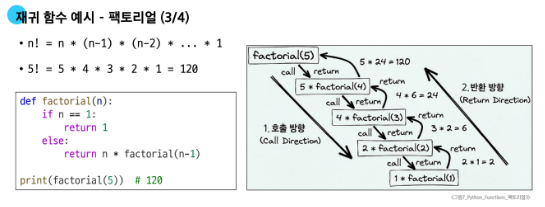 재귀 함수 예시 - 팩토리얼 (3/4)
• n! = n * (n-1) * (n-2) * ... * 1
• 5! = 5 * 4 * 3 * 2 * 1 = 120
def factorial(n):
    if n == 1:
        return 1
    else:
        return n * factorial(n-1)
print(factorial(5))  # 120
factorial(5)
call
return
5 * 24 = 120
5 * factorial(4)
call
return
return
4 * 6 = 24
4 * factorial(3)
call
return
return
3 * 2 = 6
2 * factorial(2)
call
return
return
2 * 1 = 2
1 * factorial(1)
1. 호출 방향
(Call Direction)
2. 반환 방향
(Return Direction)